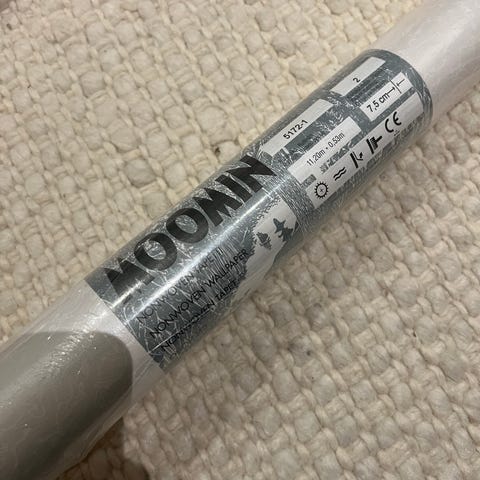 MOOMIN
NONWOVEN WALLPAPER
5172-1
2
11,20m × 0,53m
7,5 cm
CE